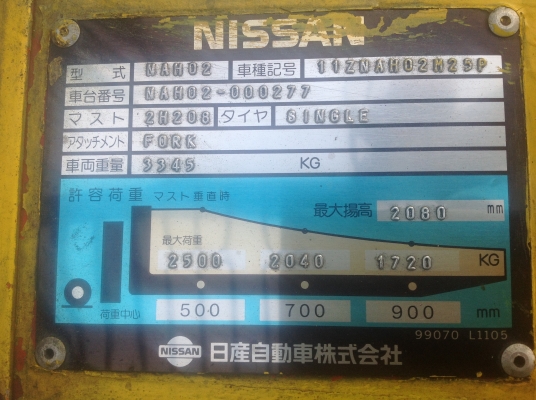 NISSAN
型式 NAH02 車種記号 11ZNAH02M25F
車台番号 NAH02-000277
マスト 2M208 タイヤ SINGLE
アタッチメント FORK
車両重量 3345 KG
許容荷重 マスト垂直時
最大揚高 2080 mm
最大荷重
2500 2040 1720 KG
荷重中心 500 700 900 mm
99070 L1105
NISSAN 日産自動車株式会社